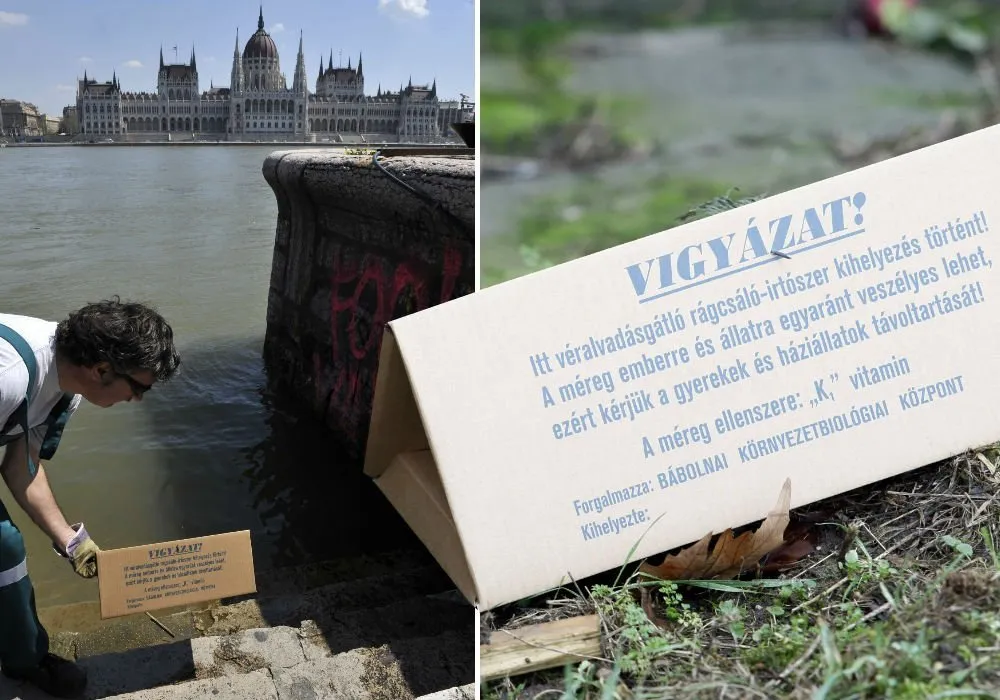 VIGYÁZAT!
VIGYÁZAT!
Itt véralvadásgátló rágcsáló-irtószer kihelyezés történt!
A méreg emberre és állatra egyaránt veszélyes lehet,
ezért kérjük a gyerekek és háziállatok távoltartását!
A méreg ellenszere: „K,” vitamin
Forgalmazza: BÁBOLNAI KÖRNYEZETBIOLÓGIAI KÖZPONT
Kihelyezte: